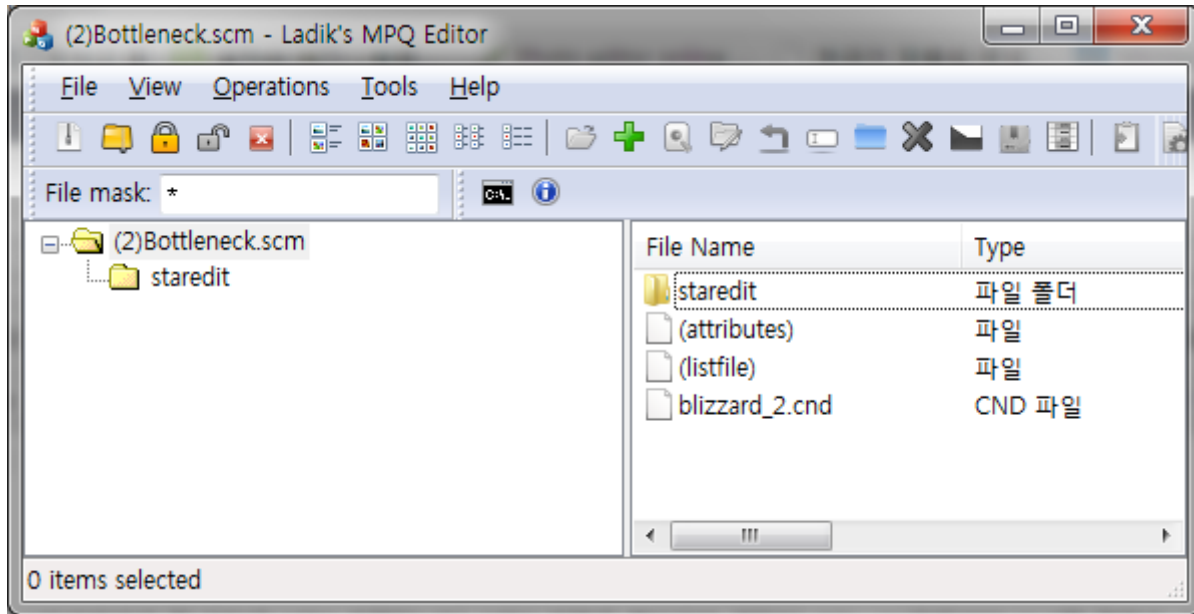 (2)Bottleneck.scm - Ladik's MPQ Editor
File View Operations Tools Help
File mask: *
(2)Bottleneck.scm
staredit
File Name Type
staredit 파일 폴더
(attributes) 파일
(listfile) 파일
blizzard_2.cnd CND 파일
0 items selected